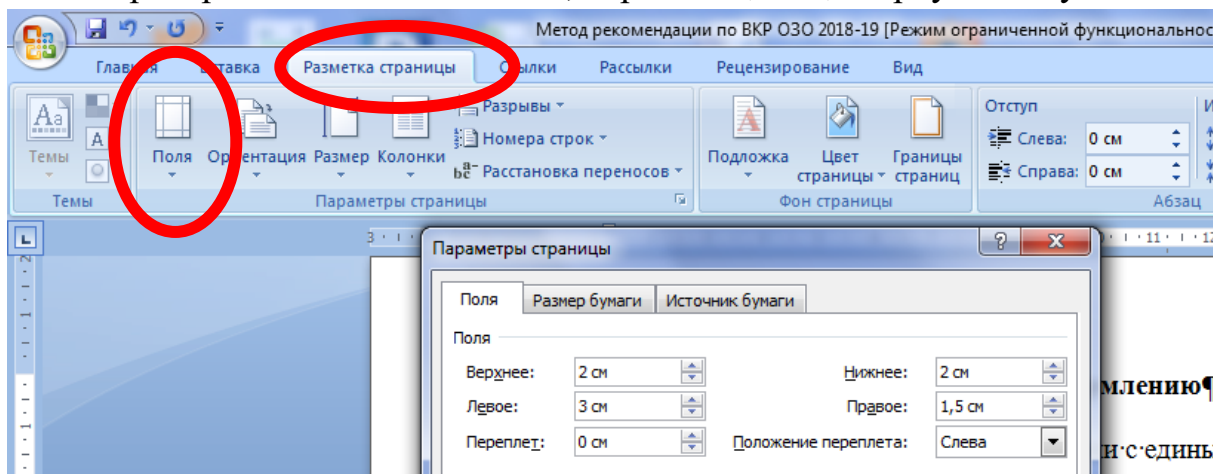 Метод рекомендации по ВКР ОЗО 2018-19 [Режим ограниченной функциональнос
Главная Вставка Разметка страницы Ссылки Рассылки Рецензирование Вид
Темы
Поля
Ориентация
Размер
Колонки
Разрывы
Номера строк
Расстановка переносов
Подложка
Цвет
страницы
Границы
страниц
Отступ
Слева: 0 см
Справа: 0 см
Темы
Параметры страницы
Фон страницы
Абзац
3
11
Параметры страницы
Поля Размер бумаги Источник бумаги
Поля
Верхнее: 2 см Нижнее: 2 см
Левое: 3 см Правое: 1,5 см
Переплет: 0 см Положение переплета: Слева
млению¶
и·с·едины